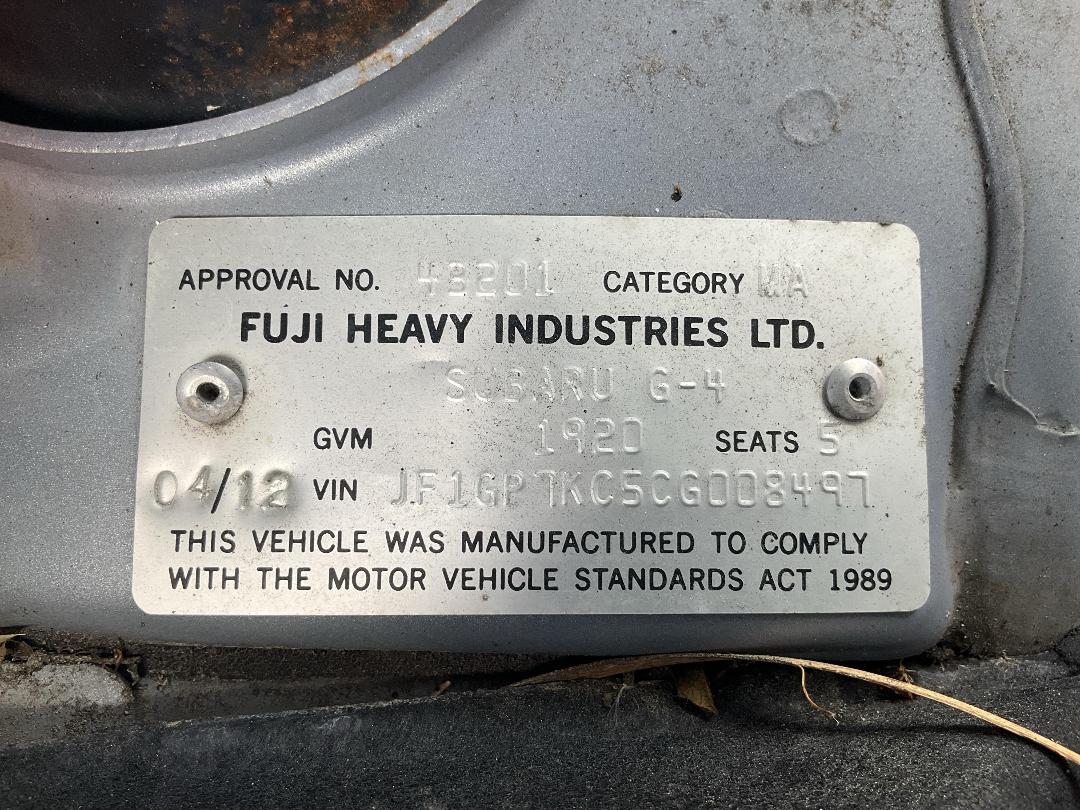 APPROVAL NO. 43201 CATEGORY MA
FUJI HEAVY INDUSTRIES LTD.
SUBARU G-4
GVM 1920 SEATS 5
04/12 VIN JF1GP7KC5CG008497
THIS VEHICLE WAS MANUFACTURED TO COMPLY
WITH THE MOTOR VEHICLE STANDARDS ACT 1989